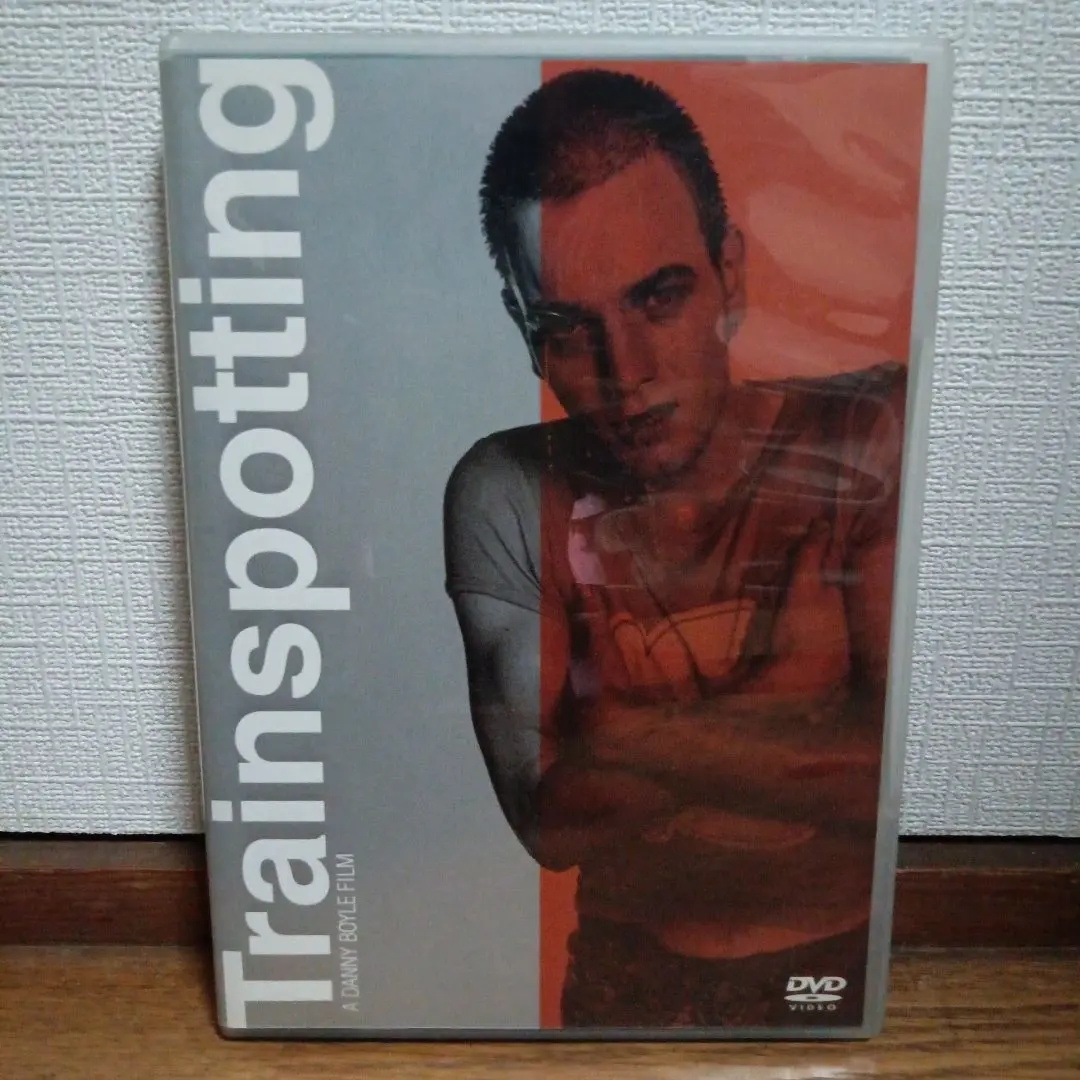 Trainspotting
A DANNY BOYLE FILM
DVD
VIDEO